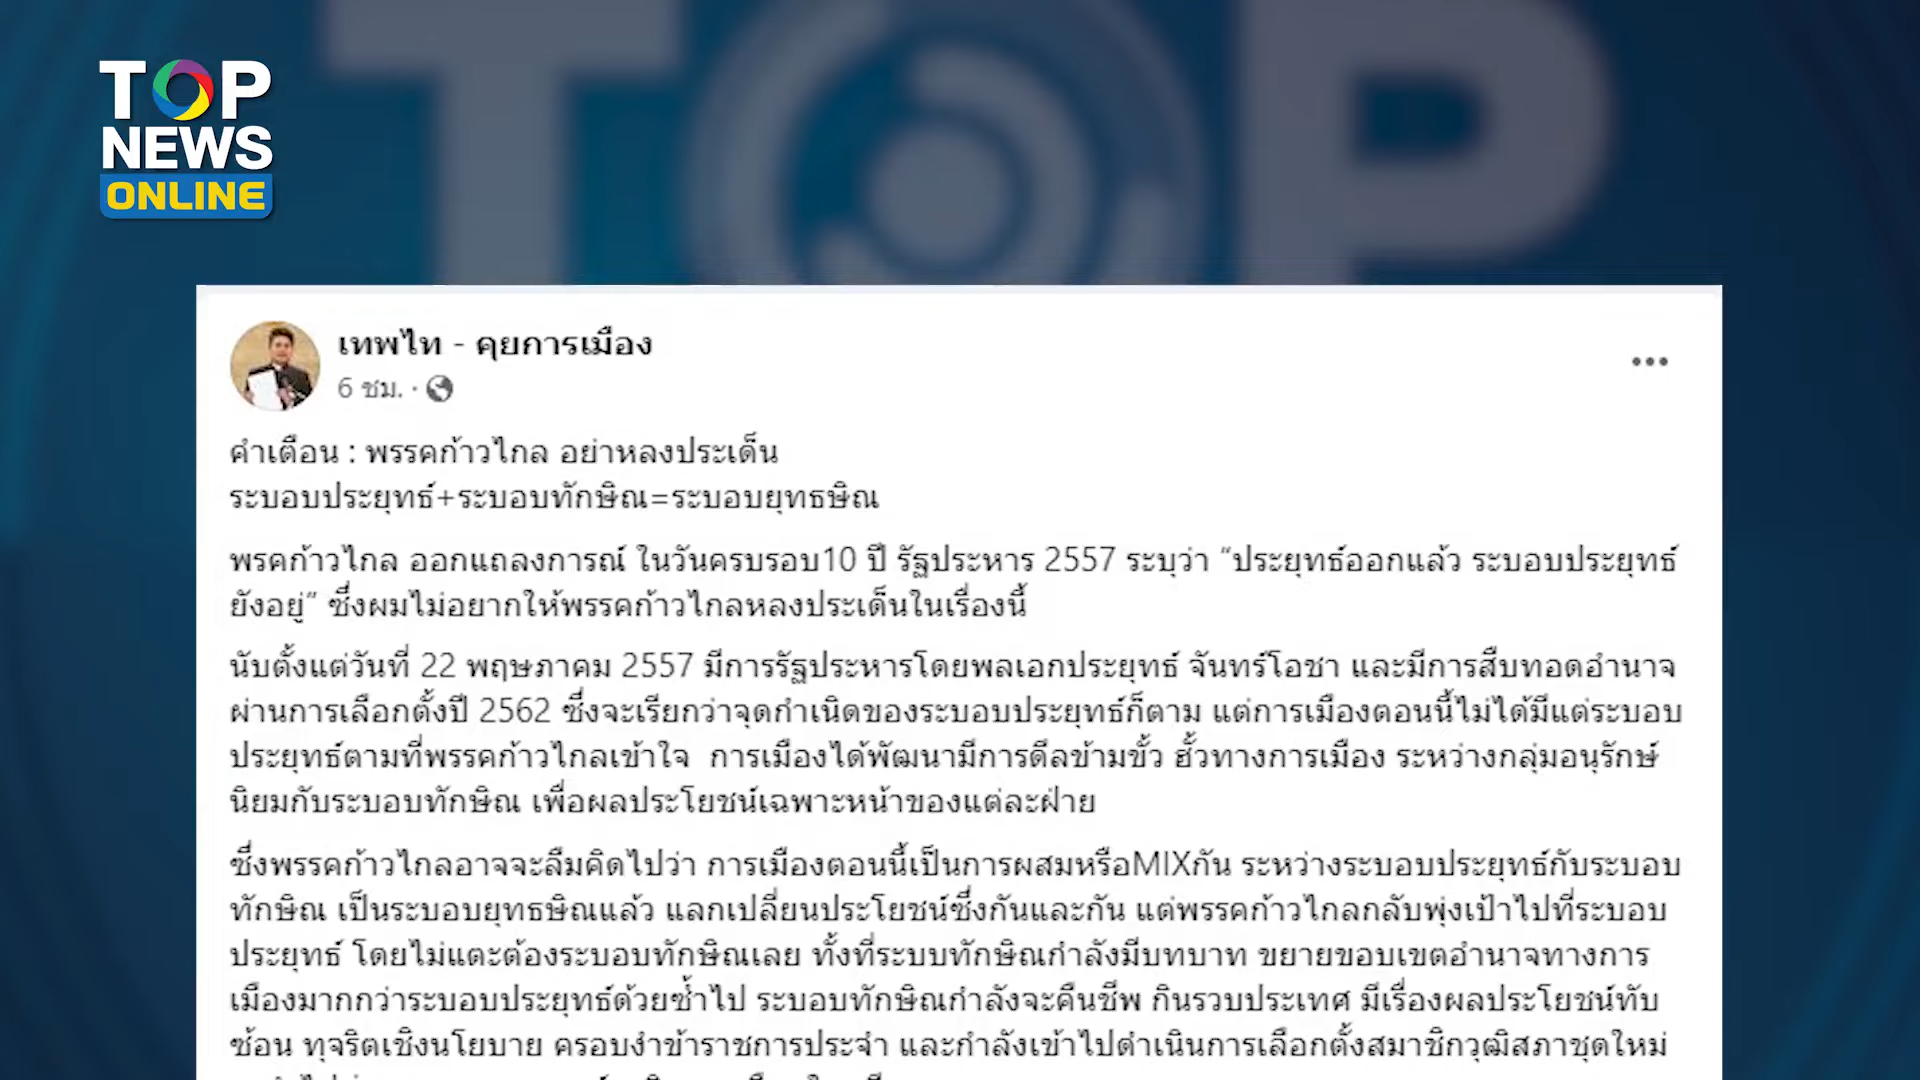 TOP
NEWS
ONLINE
TOP
เทพไท - คุยการเมือง
6 ชม. ·
คำเตือน : พรรคก้าวไกล อย่าหลงประเด็น
ระบอบประยุทธ์+ระบอบทักษิณ=ระบอบยุทธษิณ
พรคก้าวไกล ออกแถลงการณ์ ในวันครบรอบ10 ปี รัฐประหาร 2557 ระบุว่า “ประยุทธ์ออกแล้ว ระบอบประยุทธ์
ยังอยู่” ซึ่งผมไม่อยากให้พรรคก้าวไกลหลงประเด็นในเรื่องนี้
นับตั้งแต่วันที่ 22 พฤษภาคม 2557 มีการรัฐประหารโดยพลเอกประยุทธ์ จันทร์โอชา และมีการสืบทอดอำนาจ
ผ่านการเลือกตั้งปี 2562 ซึ่งจะเรียกว่าจุดกำเนิดของระบอบประยุทธ์ก็ตาม แต่การเมืองตอนนี้ไม่ได้มีแต่ระบอบ
ประยุทธ์ตามที่พรรคก้าวไกลเข้าใจ การเมืองได้พัฒนามีการดีลข้ามขั้ว ฮั้วทางการเมือง ระหว่างกลุ่มอนุรักษ์
นิยมกับระบอบทักษิณ เพื่อผลประโยชน์เฉพาะหน้าของแต่ละฝ่าย
ซึ่งพรรคก้าวไกลอาจจะลืมคิดไปว่า การเมืองตอนนี้เป็นการผสมหรือMIXกัน ระหว่างระบอบประยุทธ์กับระบอบ
ทักษิณ เป็นระบอบยุทธษิณแล้ว แลกเปลี่ยนประโยชน์ซึ่งกันและกัน แต่พรรคก้าวไกลกลับพุ่งเป้าไปที่ระบอบ
ประยุทธ์ โดยไม่แตะต้องระบอบทักษิณเลย ทั้งที่ระบบทักษิณกำลังมีบทบาท ขยายขอบเขตอำนาจทางการ
เมืองมากกว่าระบอบประยุทธ์ด้วยซ้ำไป ระบอบทักษิณกำลังจะคืนชีพ กินรวบประเทศ มีเรื่องผลประโยชน์ทับ
ซ้อน ทุจริตเชิงนโยบาย ครอบงำข้าราชการประจำ และกำลังเข้าไปดำเนินการเลือกตั้งสมาชิกวุฒิสภาชุดใหม่